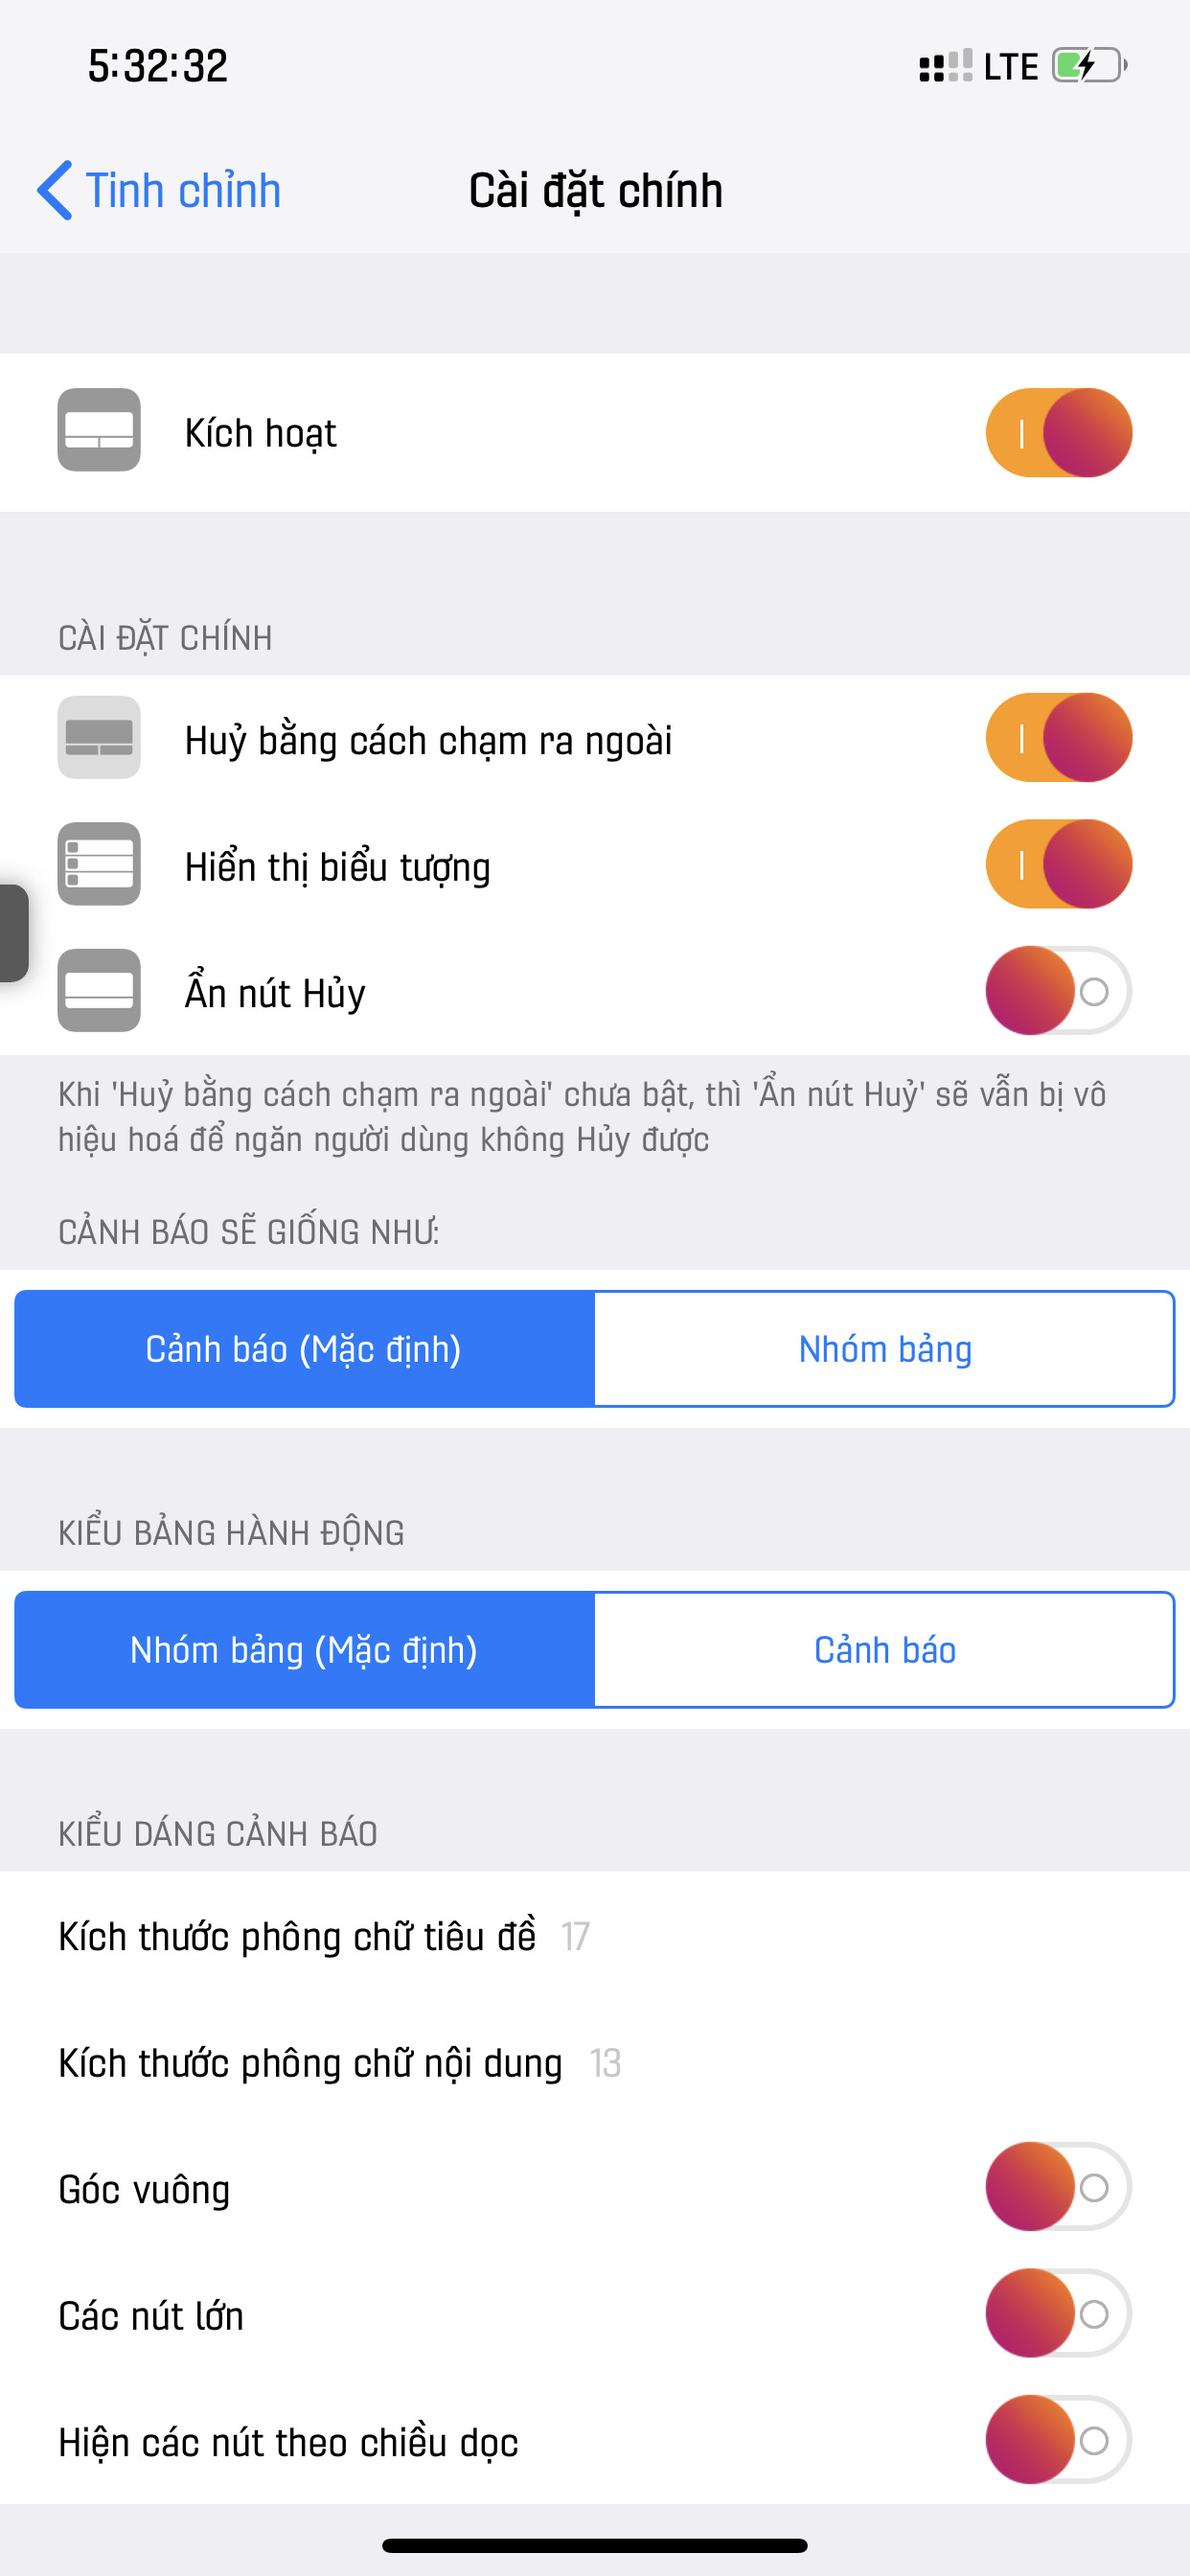 5:32:32 LTE
Tinh chỉnh Cài đặt chính
Kích hoạt
CÀI ĐẶT CHÍNH
Huỷ bằng cách chạm ra ngoài
Hiển thị biểu tượng
Ẩn nút Hủy
Khi 'Huỷ bằng cách chạm ra ngoài' chưa bật, thì 'Ẩn nút Huỷ' sẽ vẫn bị vô
hiệu hoá để ngăn người dùng không Hủy được
CẢNH BÁO SẼ GIỐNG NHƯ:
Cảnh báo (Mặc định) Nhóm bảng
KIỂU BẢNG HÀNH ĐỘNG
Nhóm bảng (Mặc định) Cảnh báo
KIỂU DÁNG CẢNH BÁO
Kích thước phông chữ tiêu đề 17
Kích thước phông chữ nội dung 13
Góc vuông
Các nút lớn
Hiện các nút theo chiều dọc